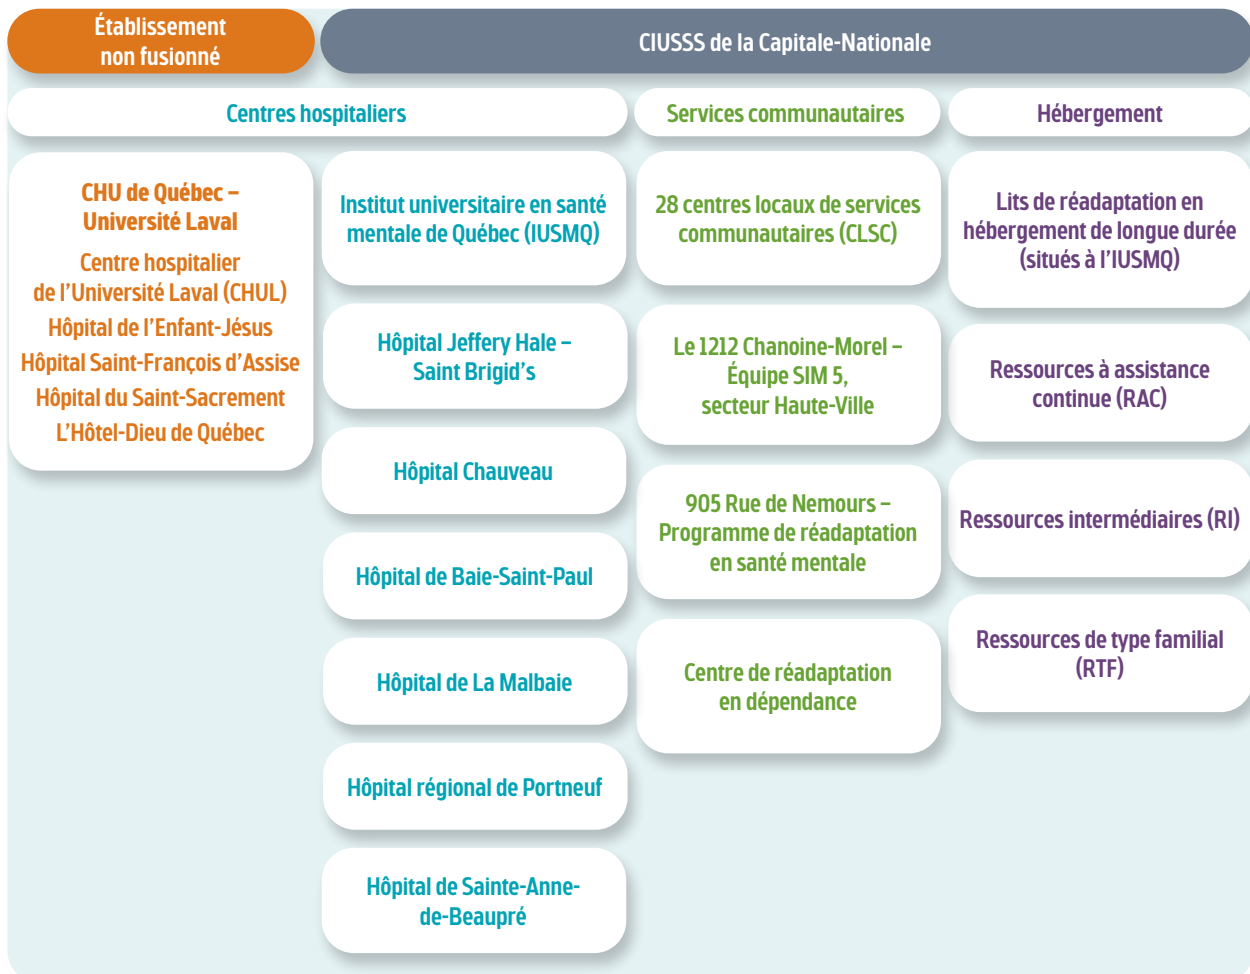 Établissement
non fusionné
CIUSSS de la Capitale-Nationale
Centres hospitaliers
Services communautaires
Hébergement
CHU de Québec –
Université Laval
Centre hospitalier
de l'Université Laval (CHUL)
Hôpital de l'Enfant-Jésus
Hôpital Saint-François d'Assise
Hôpital du Saint-Sacrement
L'Hôtel-Dieu de Québec
Institut universitaire en santé
mentale de Québec (IUSMQ)
Hôpital Jeffery Hale –
Saint Brigid's
Hôpital Chauveau
Hôpital de Baie-Saint-Paul
Hôpital de La Malbaie
Hôpital régional de Portneuf
Hôpital de Sainte-Anne-
de-Beaupré
28 centres locaux de services
communautaires (CLSC)
Le 1212 Chanoine-Morel –
Équipe SIM 5,
secteur Haute-Ville
905 Rue de Nemours –
Programme de réadaptation
en santé mentale
Centre de réadaptation
en dépendance
Lits de réadaptation en
hébergement de longue durée
(situés à l'IUSMQ)
Ressources à assistance
continue (RAC)
Ressources intermédiaires (RI)
Ressources de type familial
(RTF)